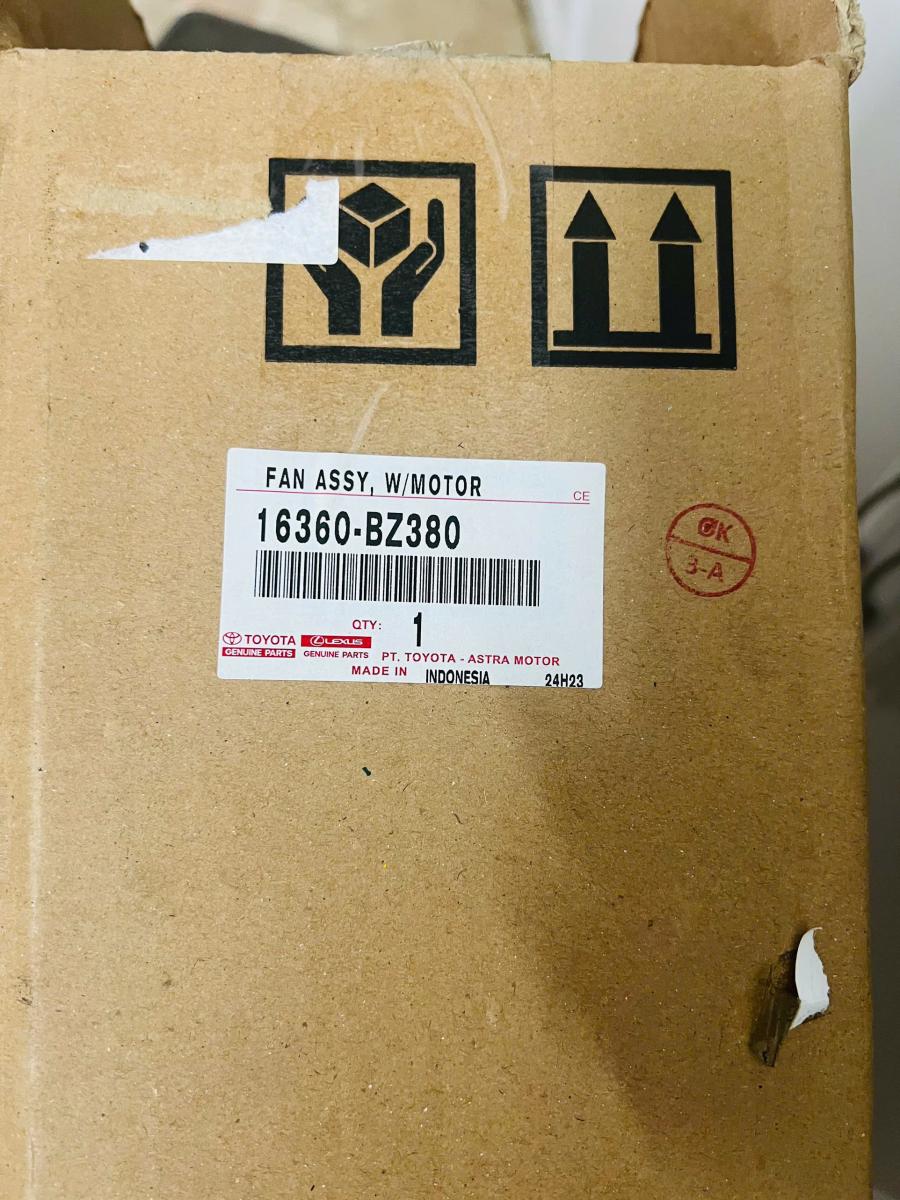 FAN ASSY, W/MOTOR
CE
16360-BZ380
QTY: 1
TOYOTA
GENUINE PARTS
LEXUS
GENUINE PARTS
PT. TOYOTA - ASTRA MOTOR
MADE IN INDONESIA
24H23
OK
3-A